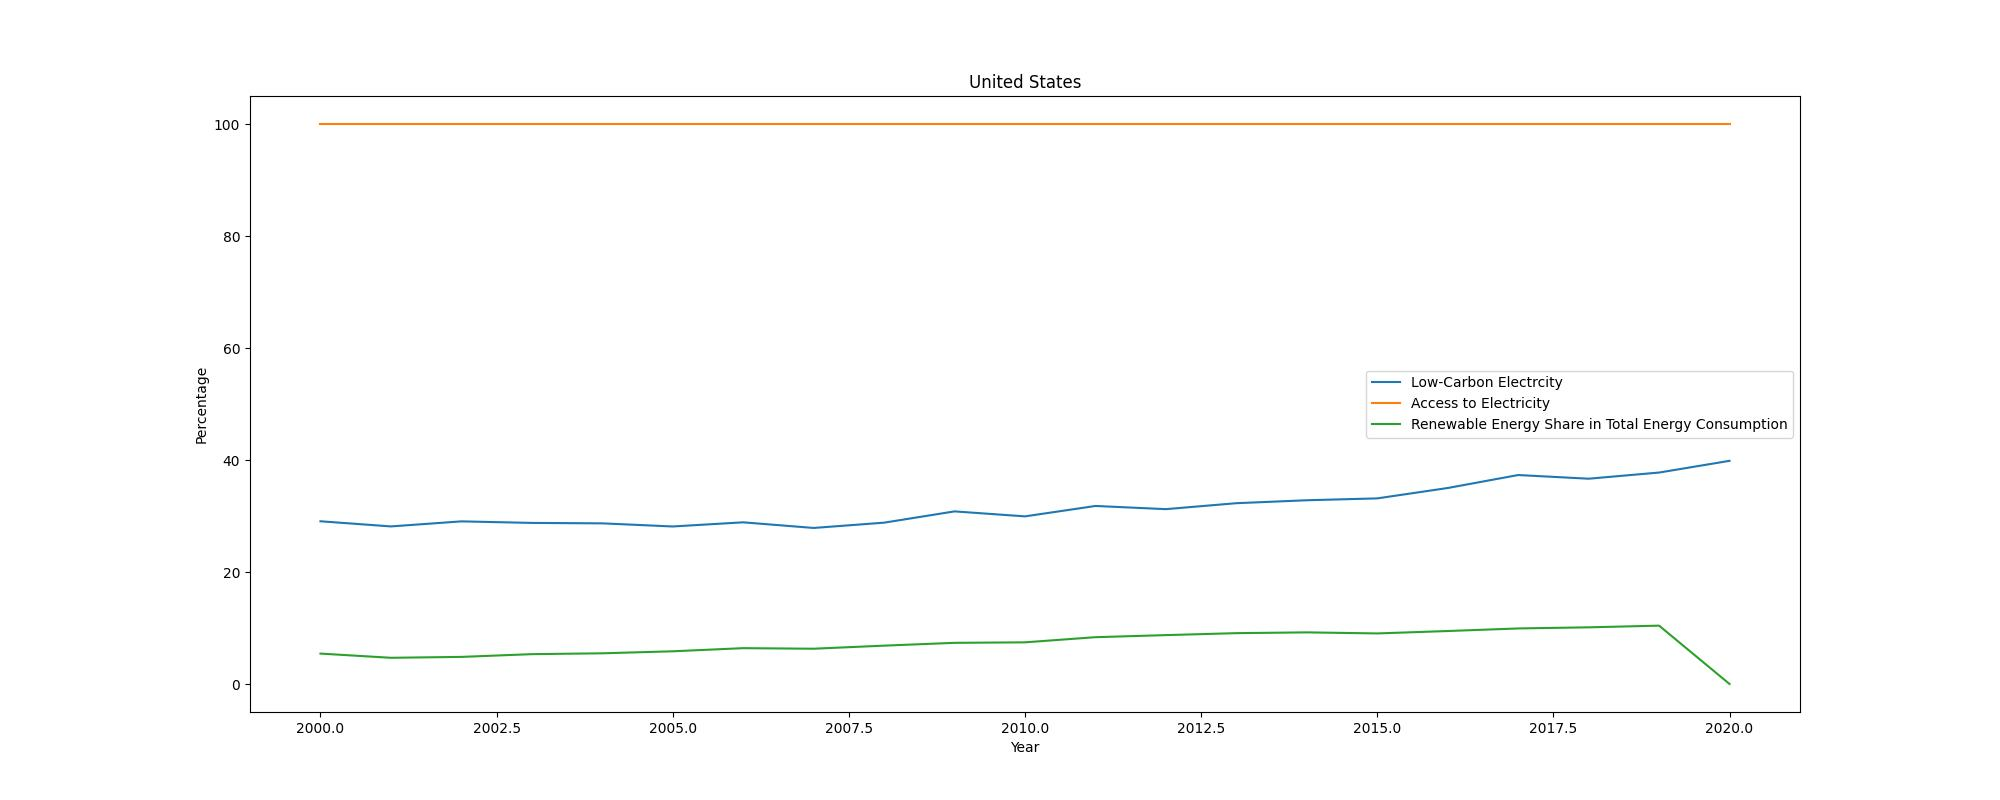 United States
100
80
60
40
20
0
Percentage
Low-Carbon Electrcity
Access to Electricity
Renewable Energy Share in Total Energy Consumption
2000.0 2002.5 2005.0 2007.5 2010.0 2012.5 2015.0 2017.5 2020.0
Year